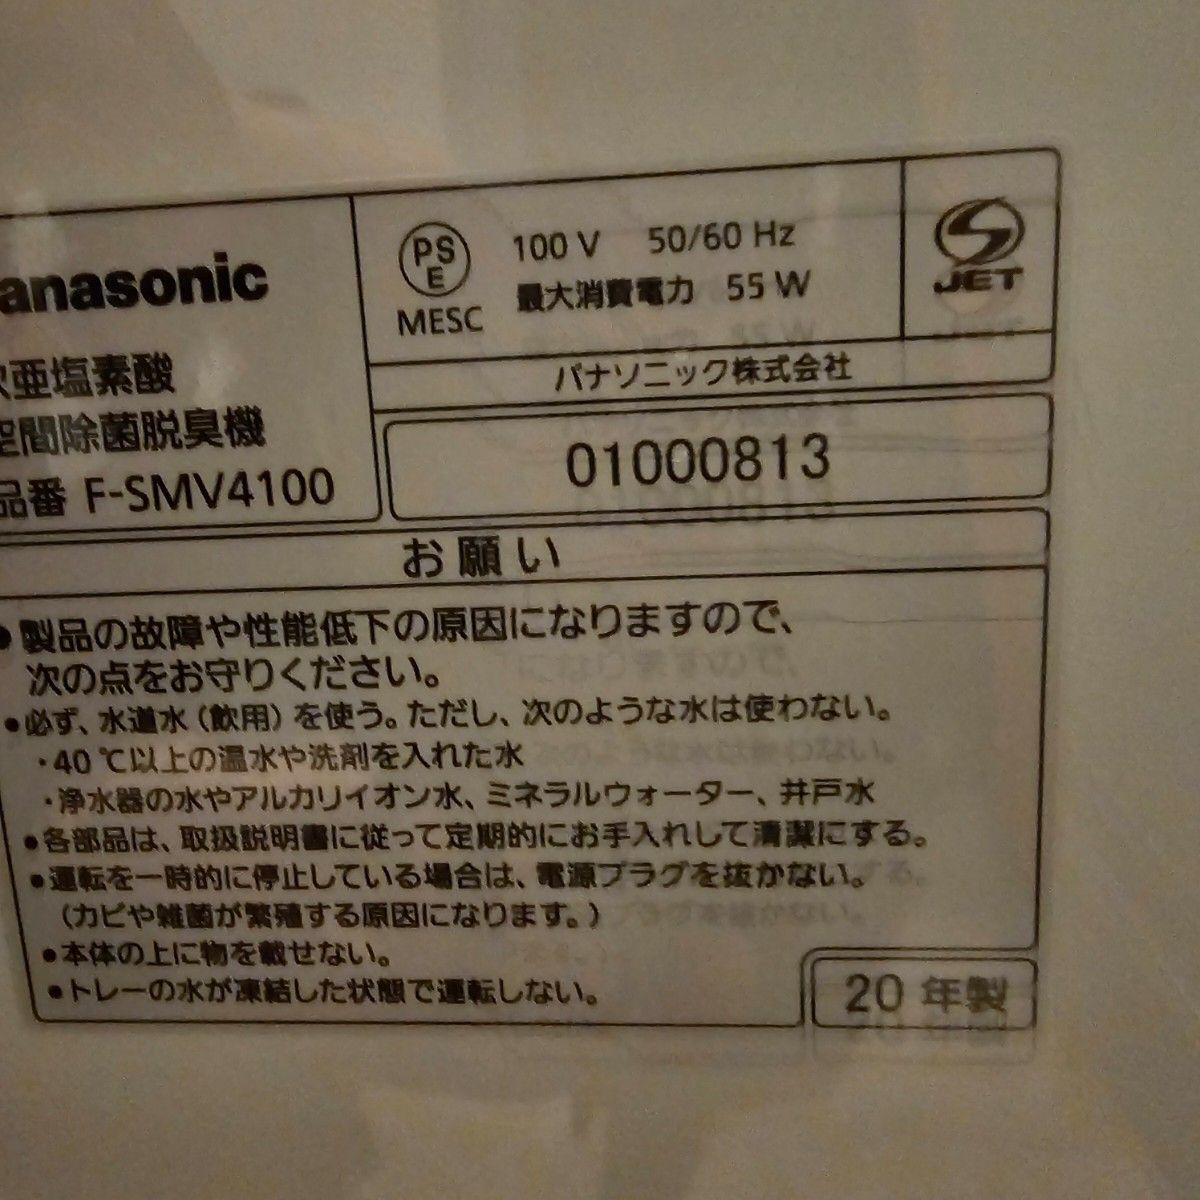 anasonic
亜塩素酸
空間除菌脱臭機
品番 F-SMV4100
PS
E
MESC
100 V 50/60 Hz
最大消費電力 55 W
JET
パナソニック株式会社
01000813
お願い
●製品の故障や性能低下の原因になりますので、
次の点をお守りください。
●必ず、水道水（飲用）を使う。ただし、次のような水は使わない。
・40 ℃以上の温水や洗剤を入れた水
・浄水器の水やアルカリイオン水、ミネラルウォーター、井戸水
●各部品は、取扱説明書に従って定期的にお手入れして清潔にする。
●運転を一時的に停止している場合は、電源プラグを抜かない。
（カビや雑菌が繁殖する原因になります。）
●本体の上に物を載せない。
●トレーの水が凍結した状態で運転しない。
20 年製